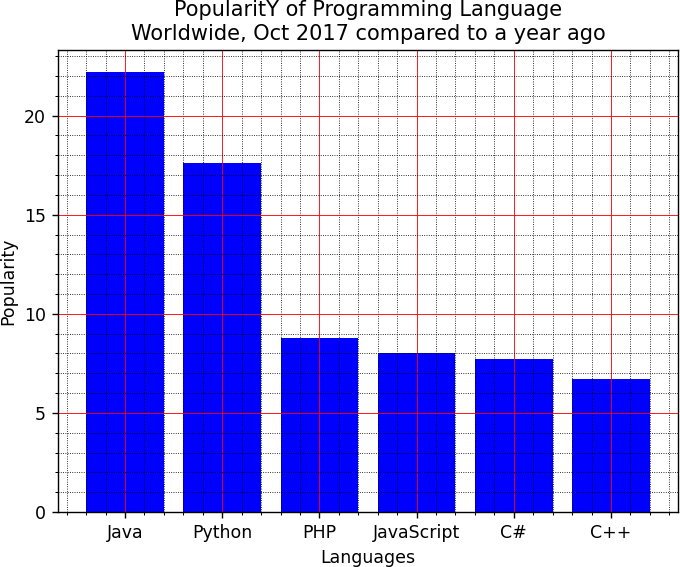 PopularitY of Programming Language
Worldwide, Oct 2017 compared to a year ago
20
15
10
5
0
Popularity
Java Python PHP JavaScript C# C++
Languages